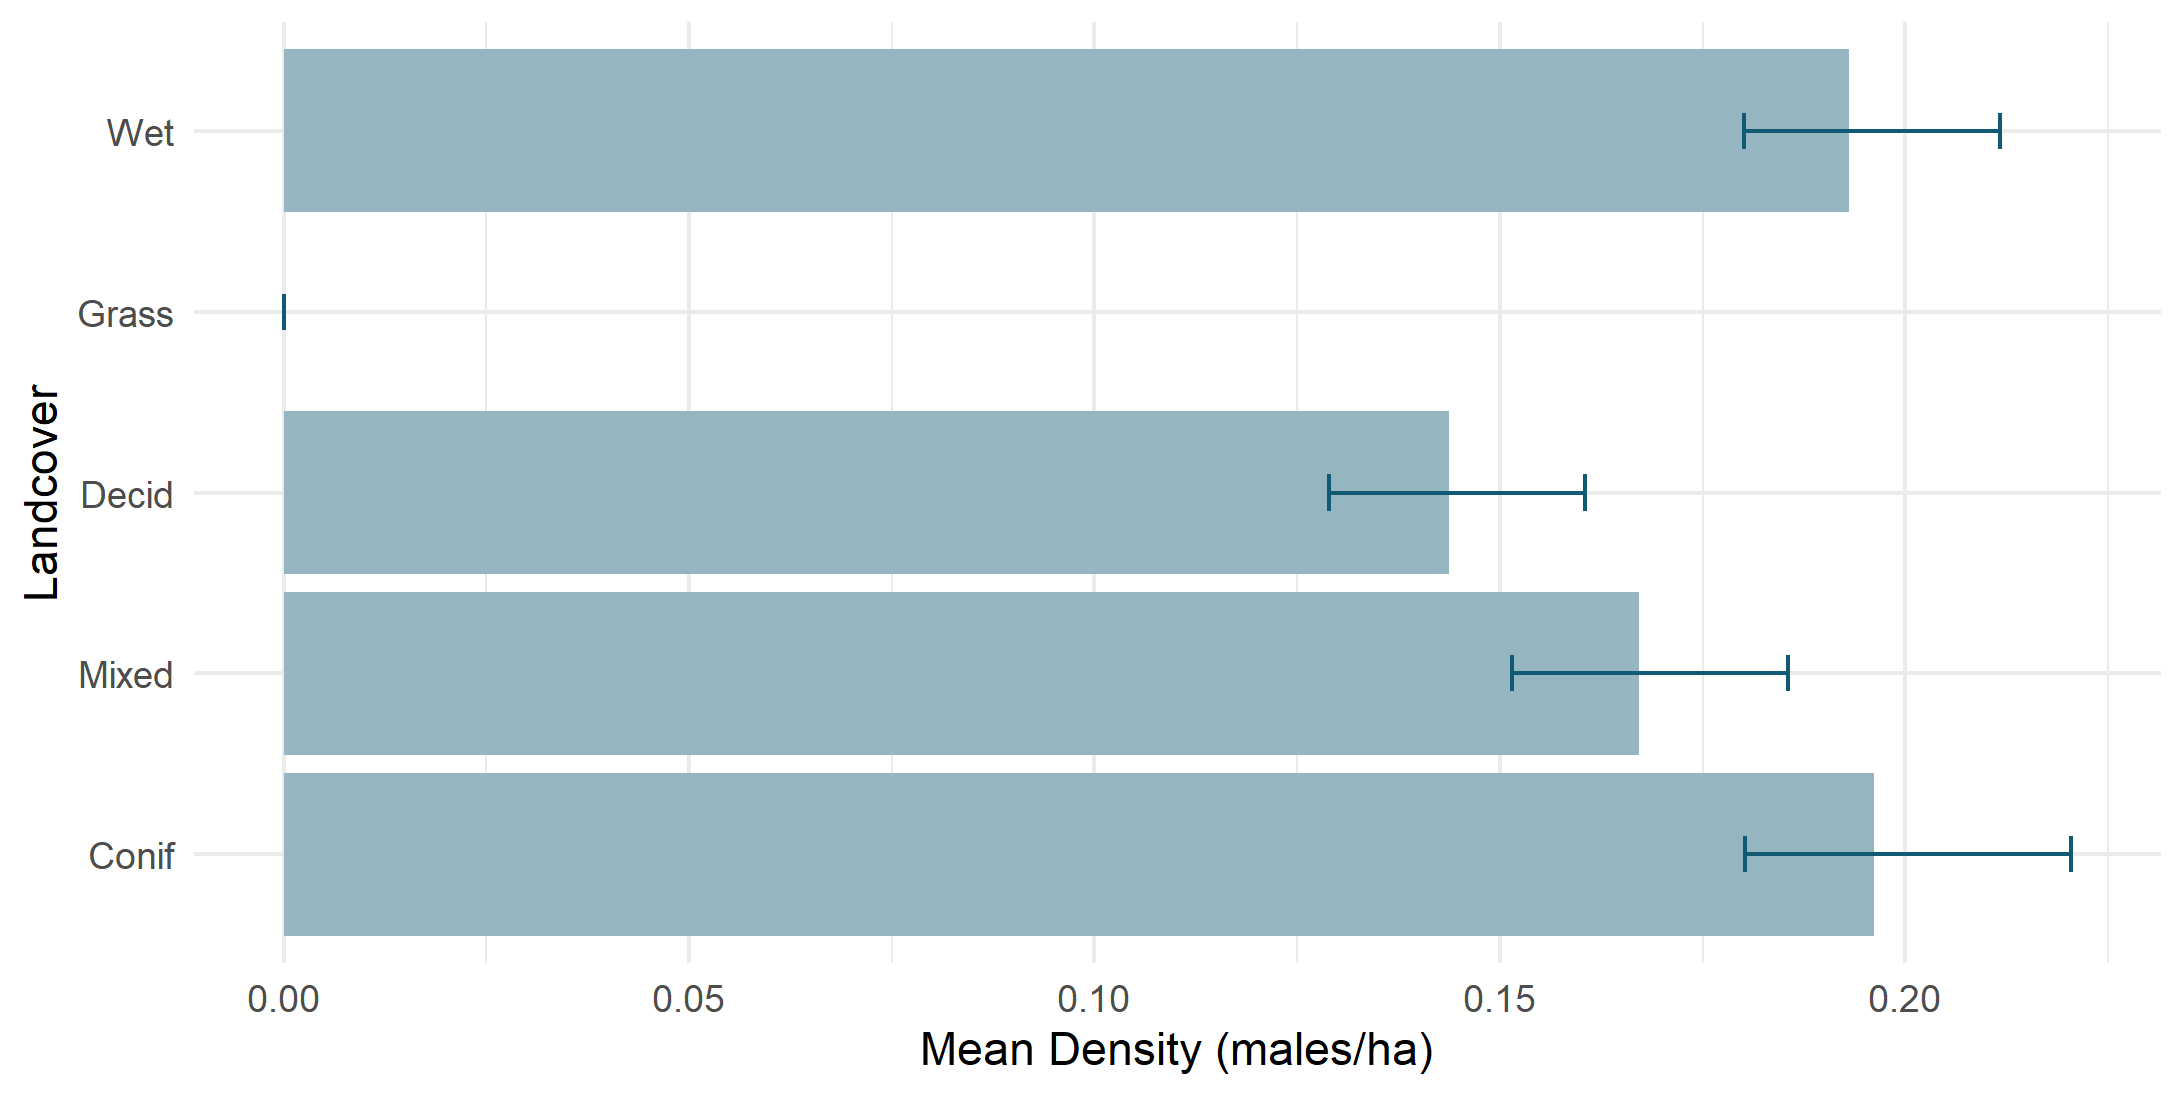 Landcover
Wet
Grass
Decid
Mixed
Conif
0.00 0.05 0.10 0.15 0.20
Mean Density (males/ha)